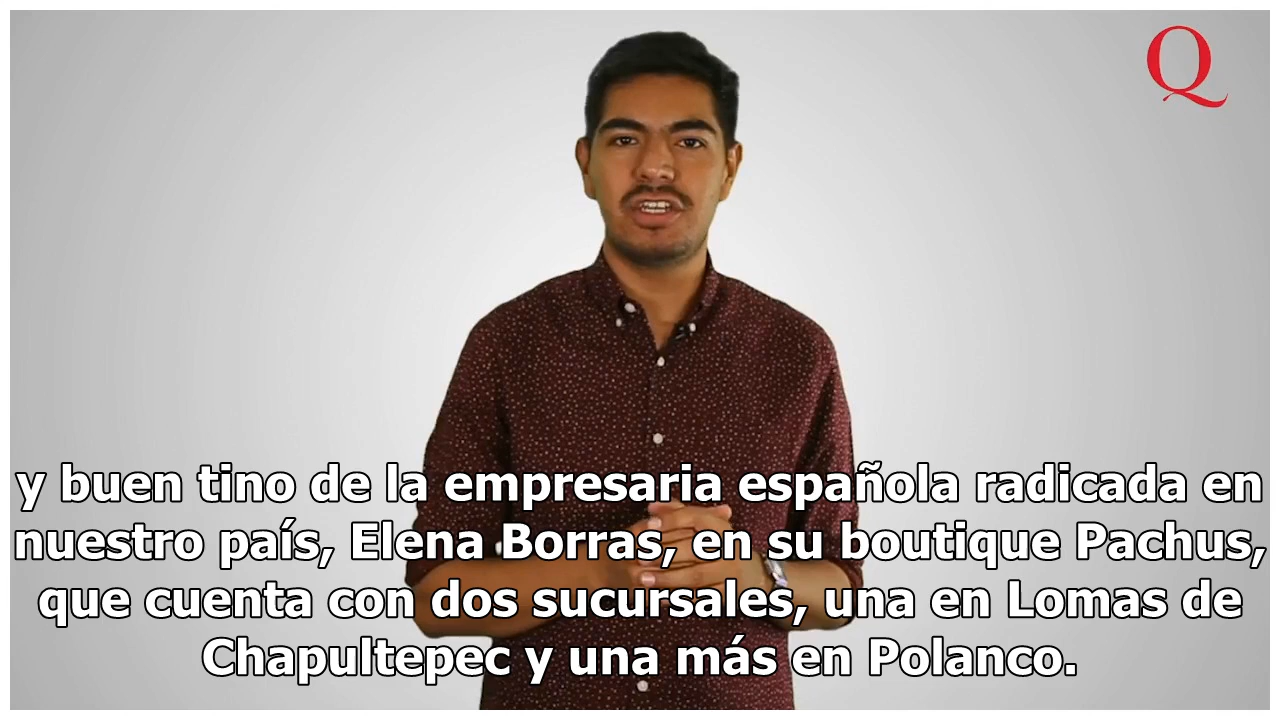 Q
y buen tino de la empresaria española radicada en
nuestro país, Elena Borras, en su boutique Pachus,
que cuenta con dos sucursales, una en Lomas de
Chapultepec y una más en Polanco.